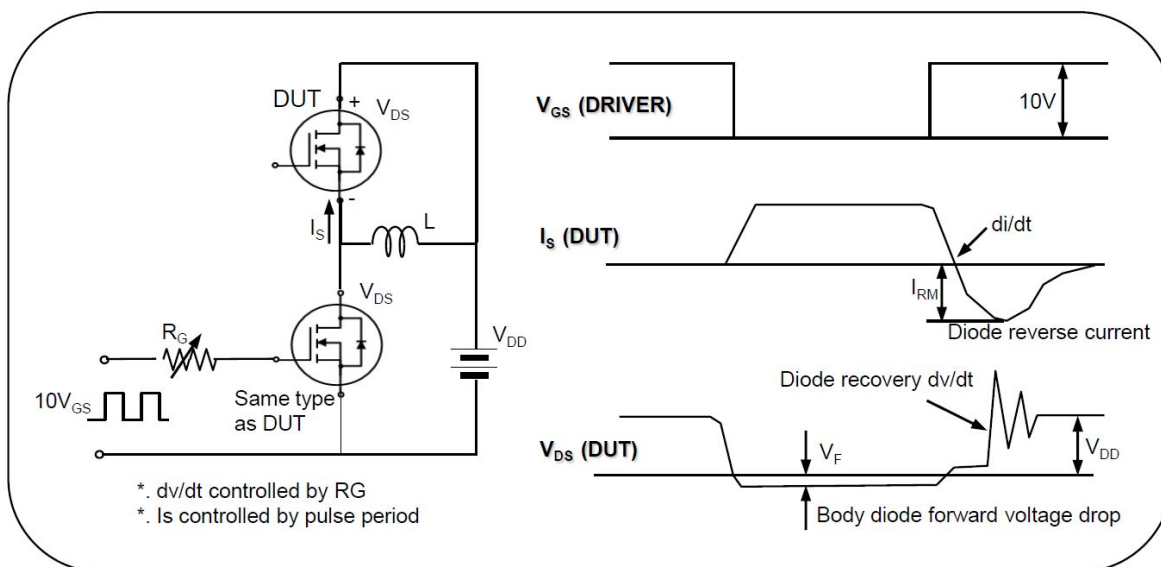 DUT
+
V_DS
-
I_S
L
V_DS
R_G
V_DD
10V_GS
Same type
as DUT
*. dv/dt controlled by RG
*. Is controlled by pulse period
V_GS (DRIVER)
10V
I_S (DUT)
di/dt
I_RM
Diode reverse current
Diode recovery dv/dt
V_DS (DUT)
V_F
V_DD
Body diode forward voltage drop